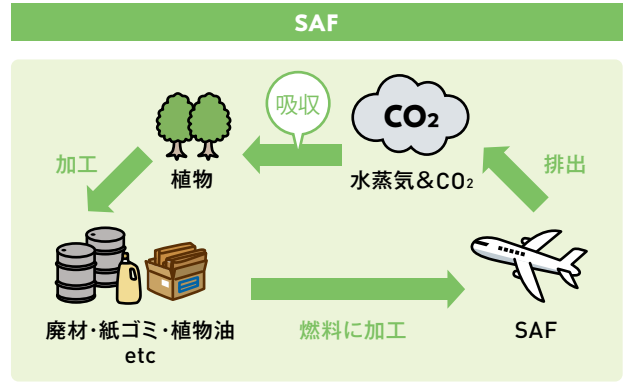 SAF
吸収
CO₂
加工
植物
水蒸気&CO₂
排出
廃材・紙ゴミ・植物油
etc
燃料に加工
SAF